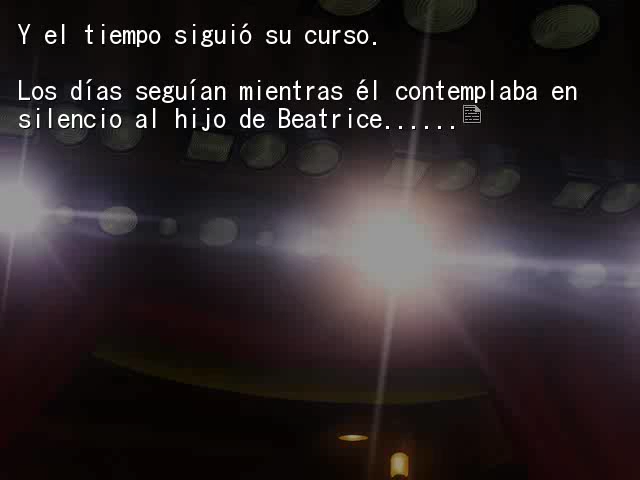 Y el tiempo siguió su curso.
Los días seguían mientras él contemplaba en
silencio al hijo de Beatrice......